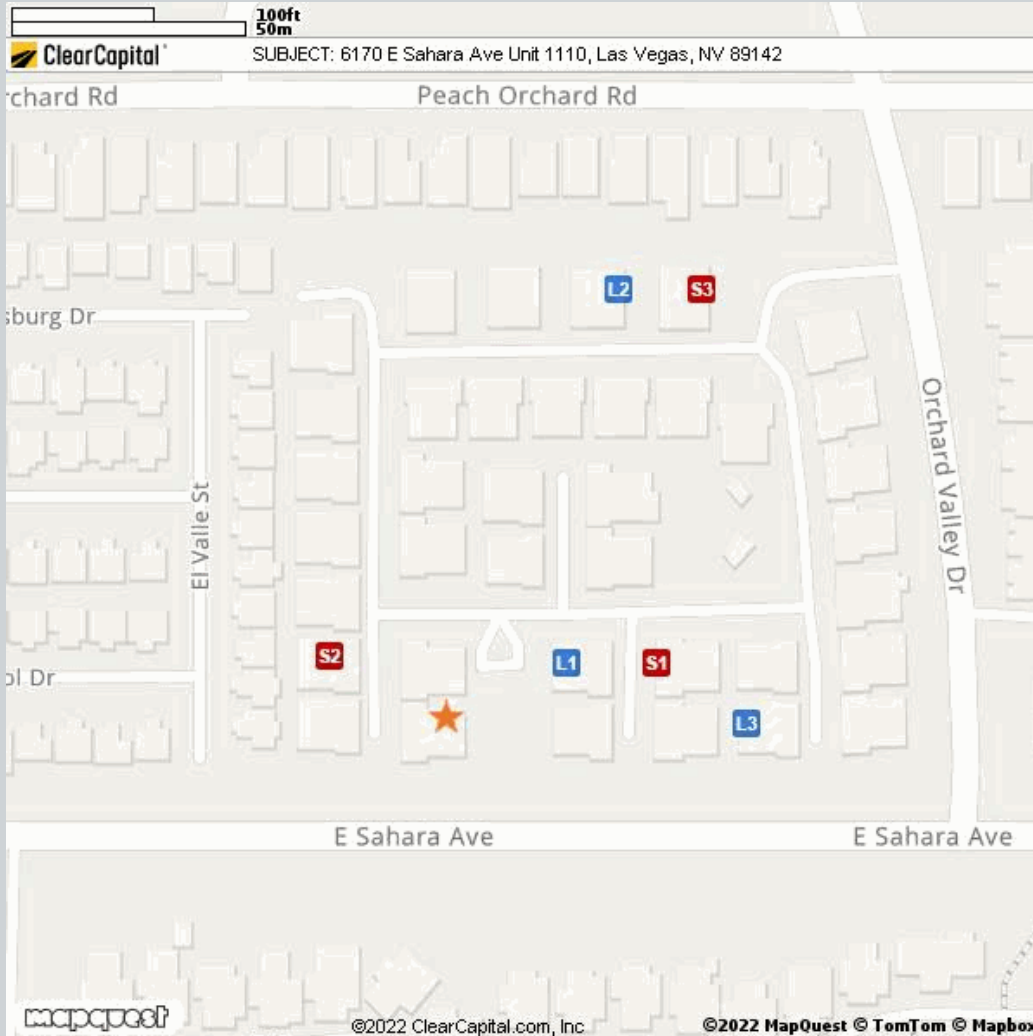 100ft
50m
ClearCapital
SUBJECT: 6170 E Sahara Ave Unit 1110, Las Vegas, NV 89142
rchard Rd
Peach Orchard Rd
L2
S3
sburg Dr
Orchard Valley Dr
El Valle St
S2
L1
S1
ol Dr
L3
E Sahara Ave
E Sahara Ave
mapquest
©2022 ClearCapital.com, Inc
©2022 MapQuest © TomTom © Mapbox